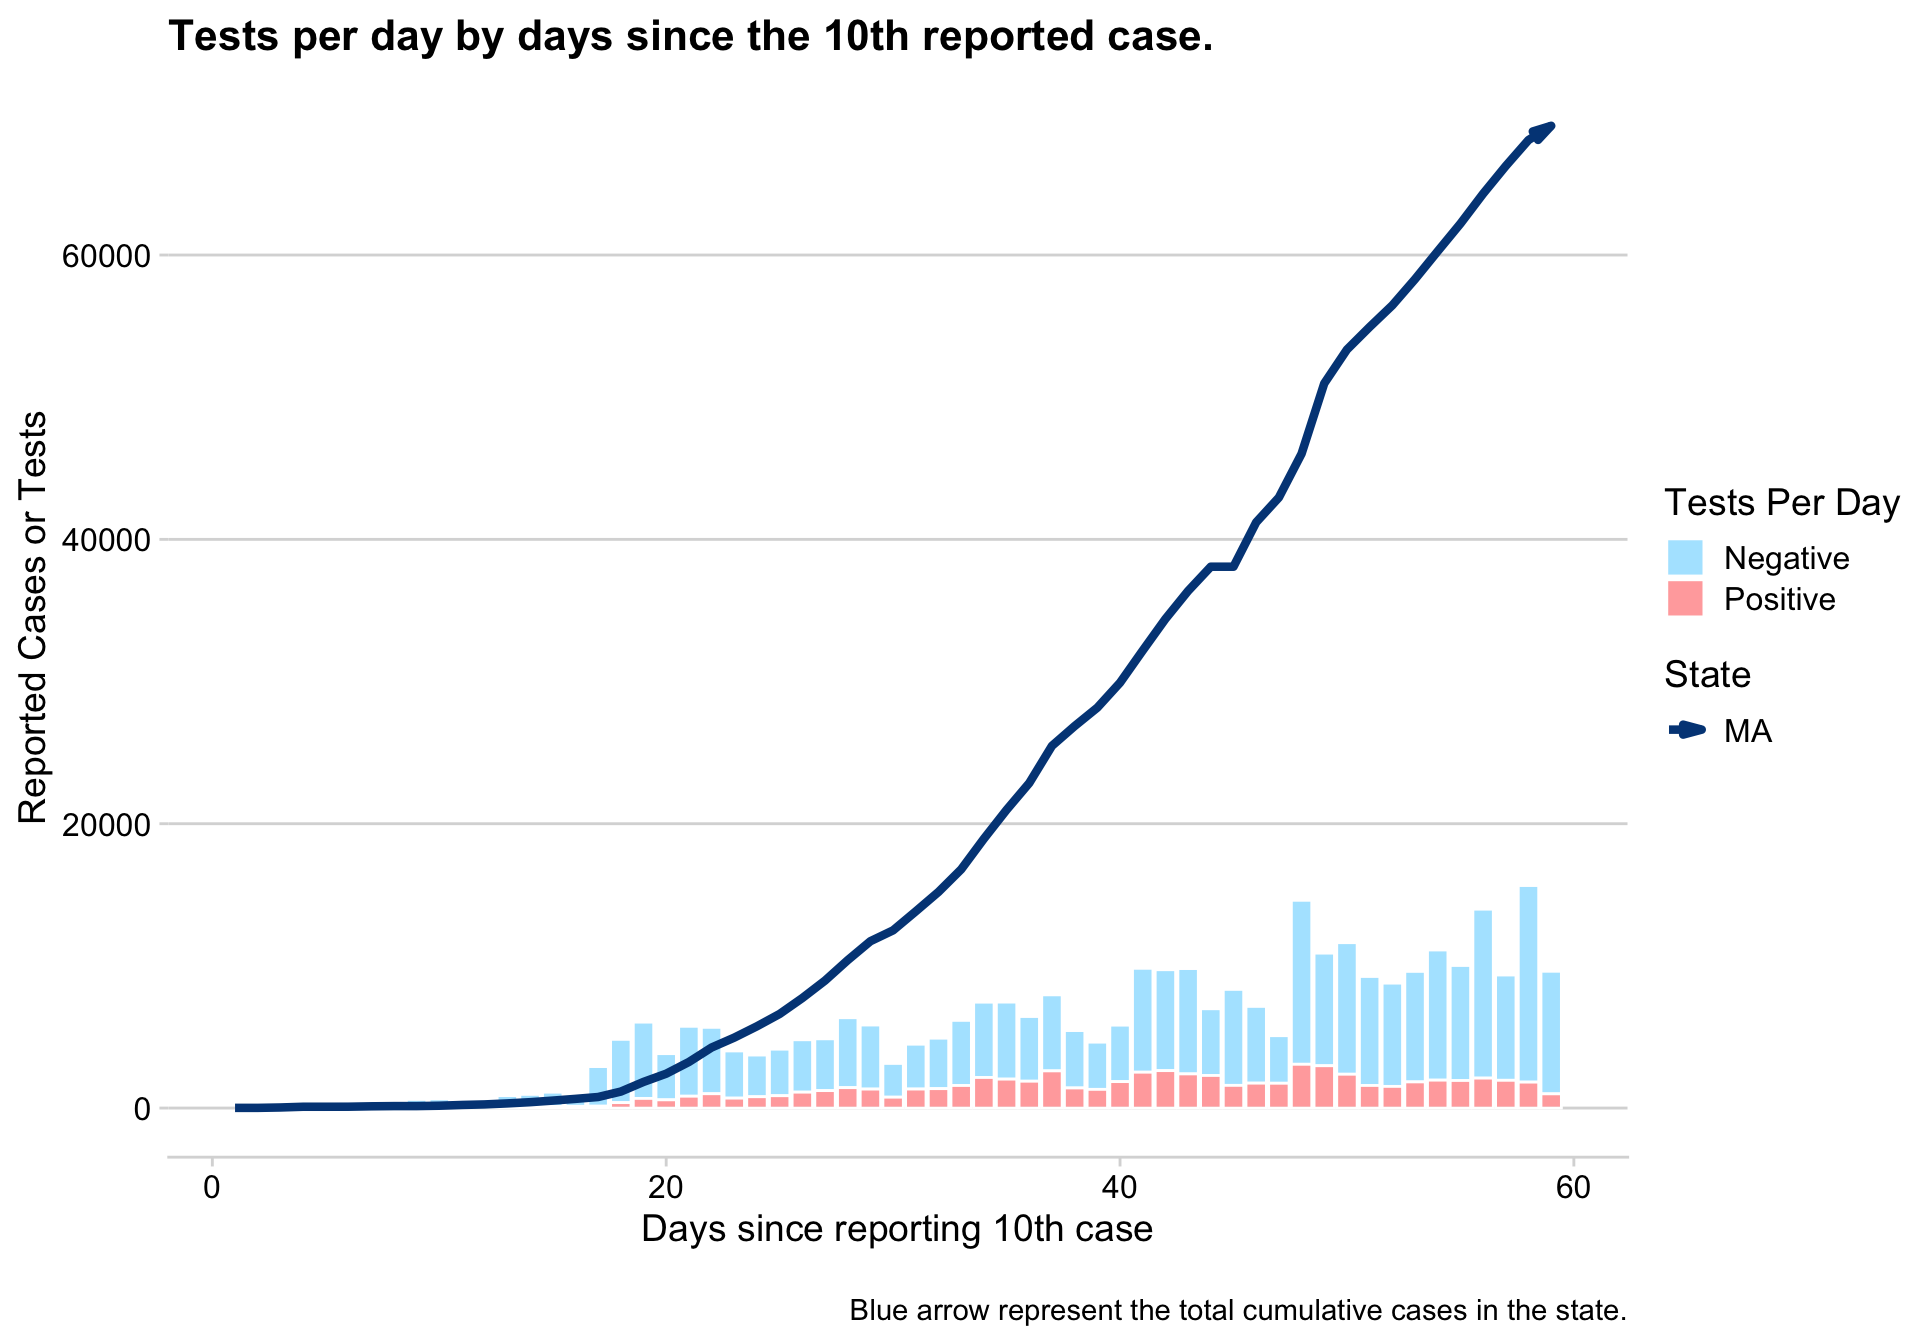 Tests per day by days since the 10th reported case.
Reported Cases or Tests
60000
40000
20000
0
0
20
40
60
Days since reporting 10th case
Tests Per Day
Negative
Positive
State
MA
Blue arrow represent the total cumulative cases in the state.